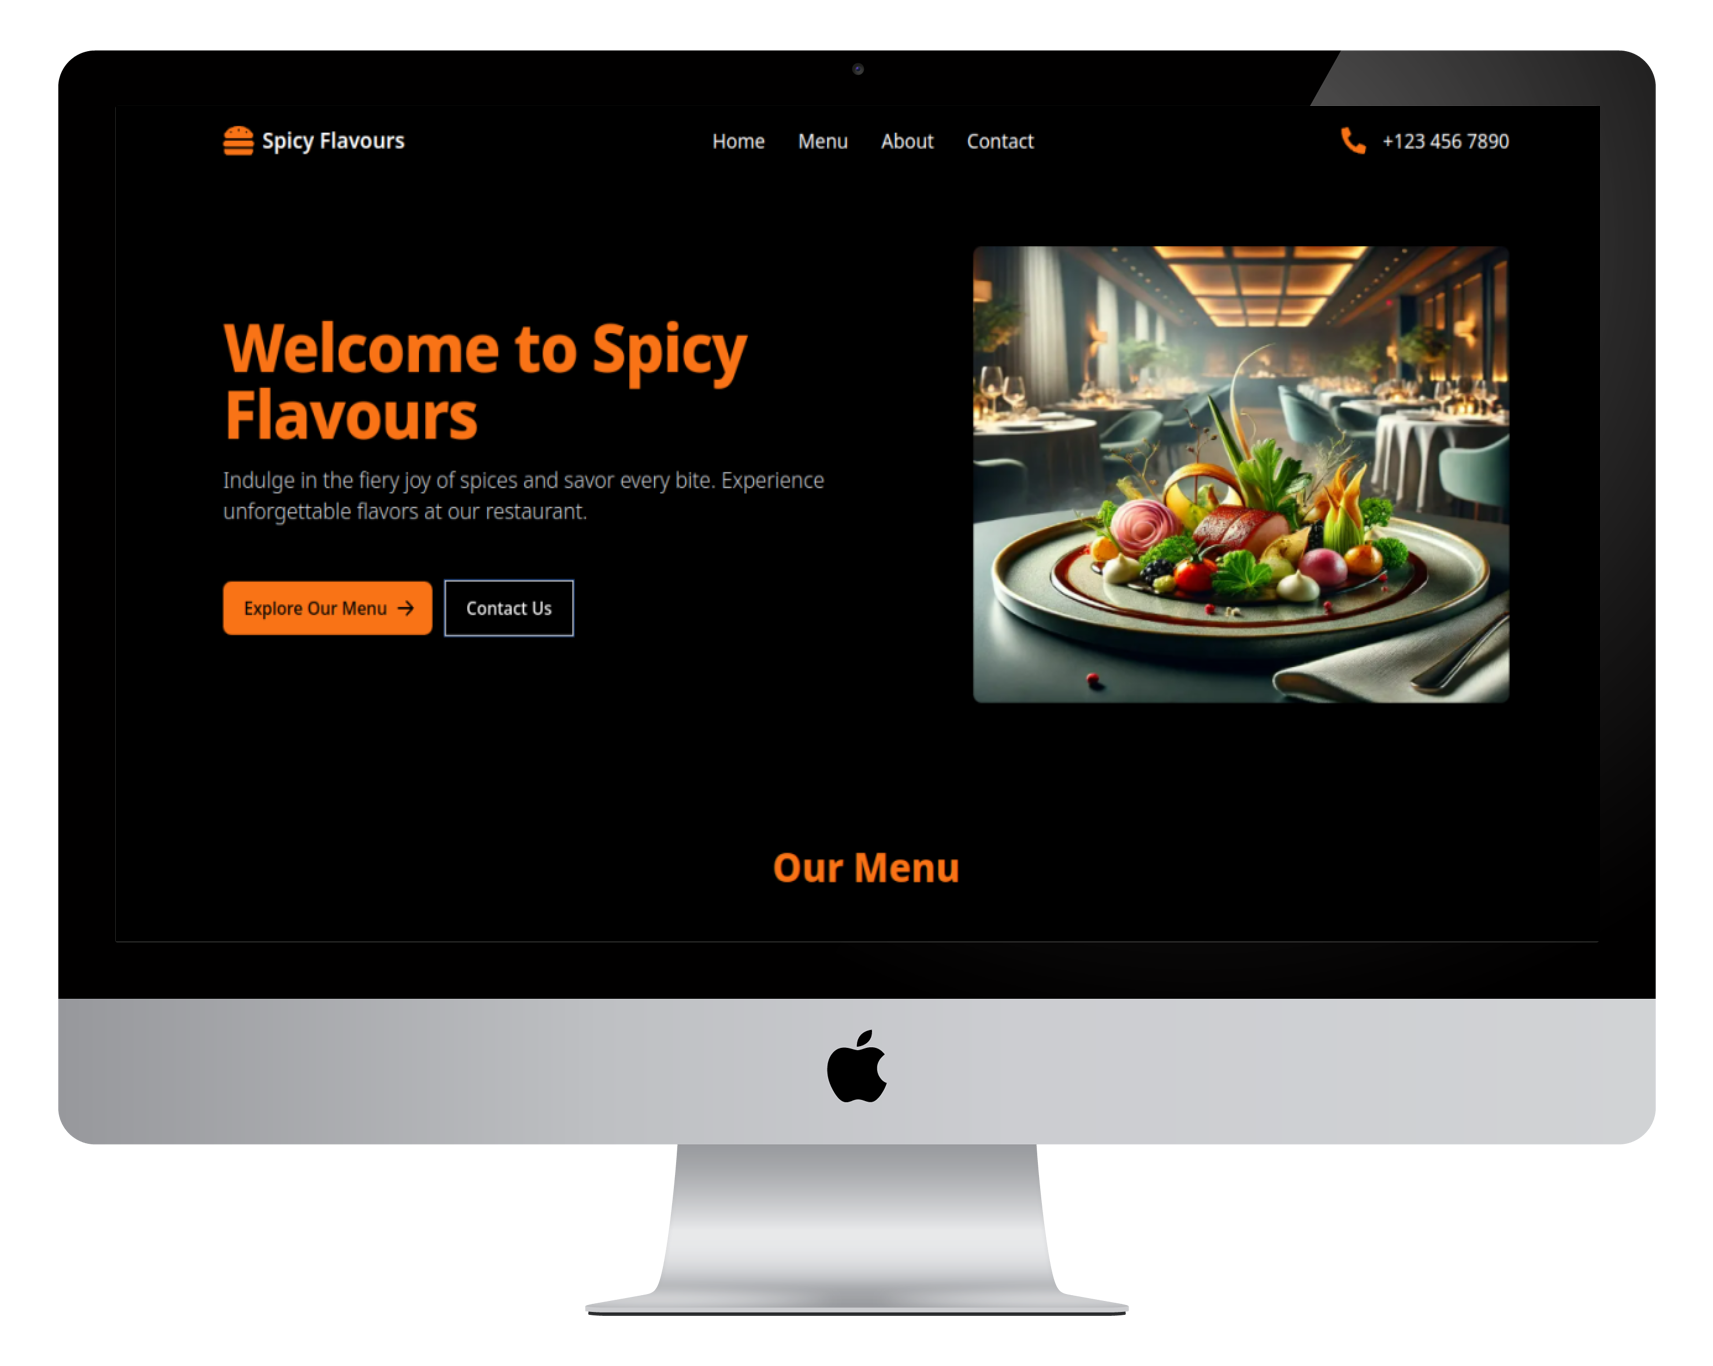 Spicy Flavours
Home Menu About Contact
+123 456 7890
Welcome to Spicy
Flavours
Indulge in the fiery joy of spices and savor every bite. Experience
unforgettable flavors at our restaurant.
Explore Our Menu →
Contact Us
Our Menu